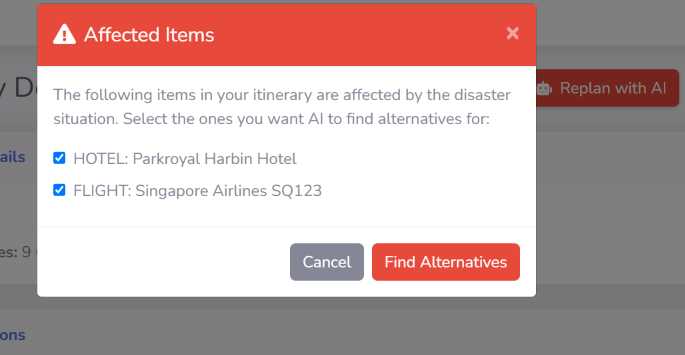 Affected Items
×
y D
Replan with AI
The following items in your itinerary are affected by the disaster
situation. Select the ones you want AI to find alternatives for:
ails
HOTEL: Parkroyal Harbin Hotel
FLIGHT: Singapore Airlines SQ123
es: 9
Cancel
Find Alternatives
ons